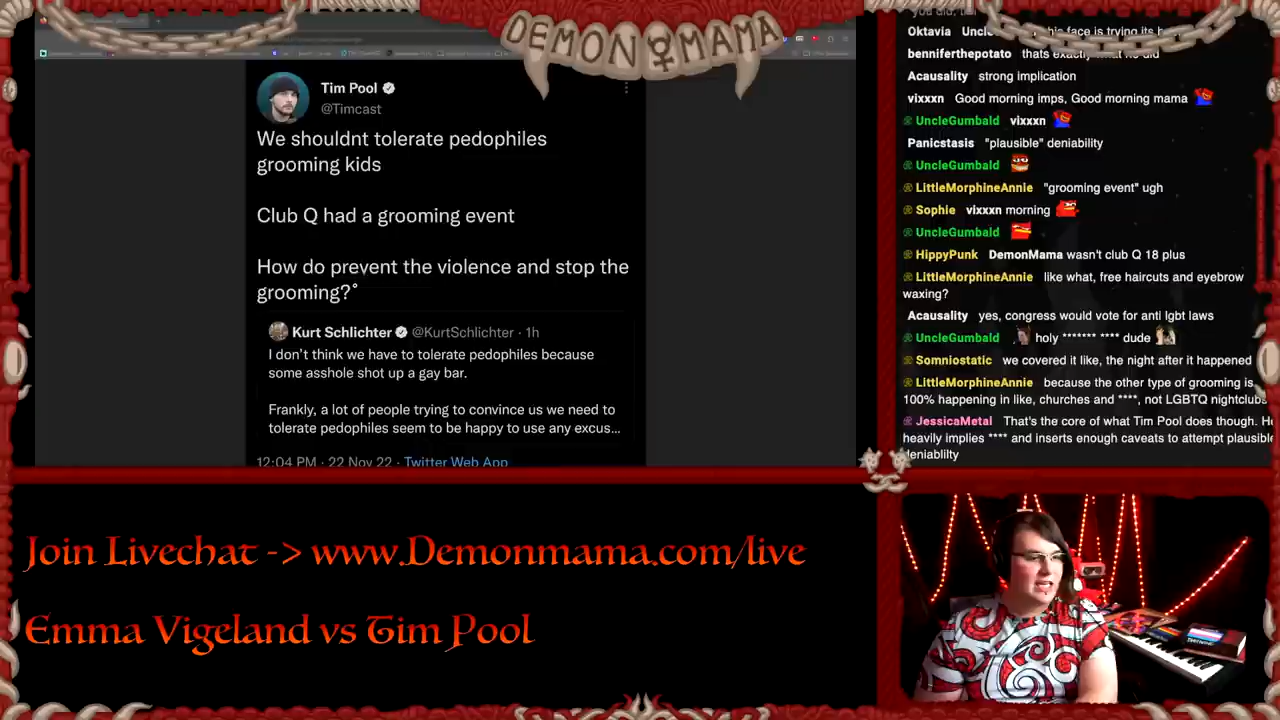 DEMON MAMA
Tim Pool
@Timcast
We shouldnt tolerate pedophiles
grooming kids
Club Q had a grooming event
How do prevent the violence and stop the
grooming?
Kurt Schlichter @KurtSchlichter · 1h
I don't think we have to tolerate pedophiles because
some asshole shot up a gay bar.
Frankly, a lot of people trying to convince us we need to
tolerate pedophiles seem to be happy to use any excus...
12:04 PM · 22 Nov 22 · Twitter Web App
Oktavia
face is trying its
benniferthepotato thats
did
Acausality strong implication
vixxxn Good morning imps, Good morning mama
UncleGumbald vixxxn
Panicstasis "plausible" deniability
UncleGumbald
LittleMorphineAnnie "grooming event" ugh
Sophie vixxxn morning
UncleGumbald
HippyPunk DemonMama wasn't club Q 18 plus
LittleMorphineAnnie like what, free haircuts and eyebrow
waxing?
Acausality yes, congress would vote for anti lgbt laws
UncleGumbald holy ******* **** dude
Somniostatic we covered it like, the night after it happened
LittleMorphineAnnie because the other type of grooming is
100% happening in like, churches and ****, not LGBTQ nightclubs
JessicaMetal That's the core of what Tim Pool does though. He
heavily implies **** and inserts enough caveats to attempt plausible
deniablilty
Join Livechat -> www.Demonmama.com/live
Emma Vigeland vs Tim Pool